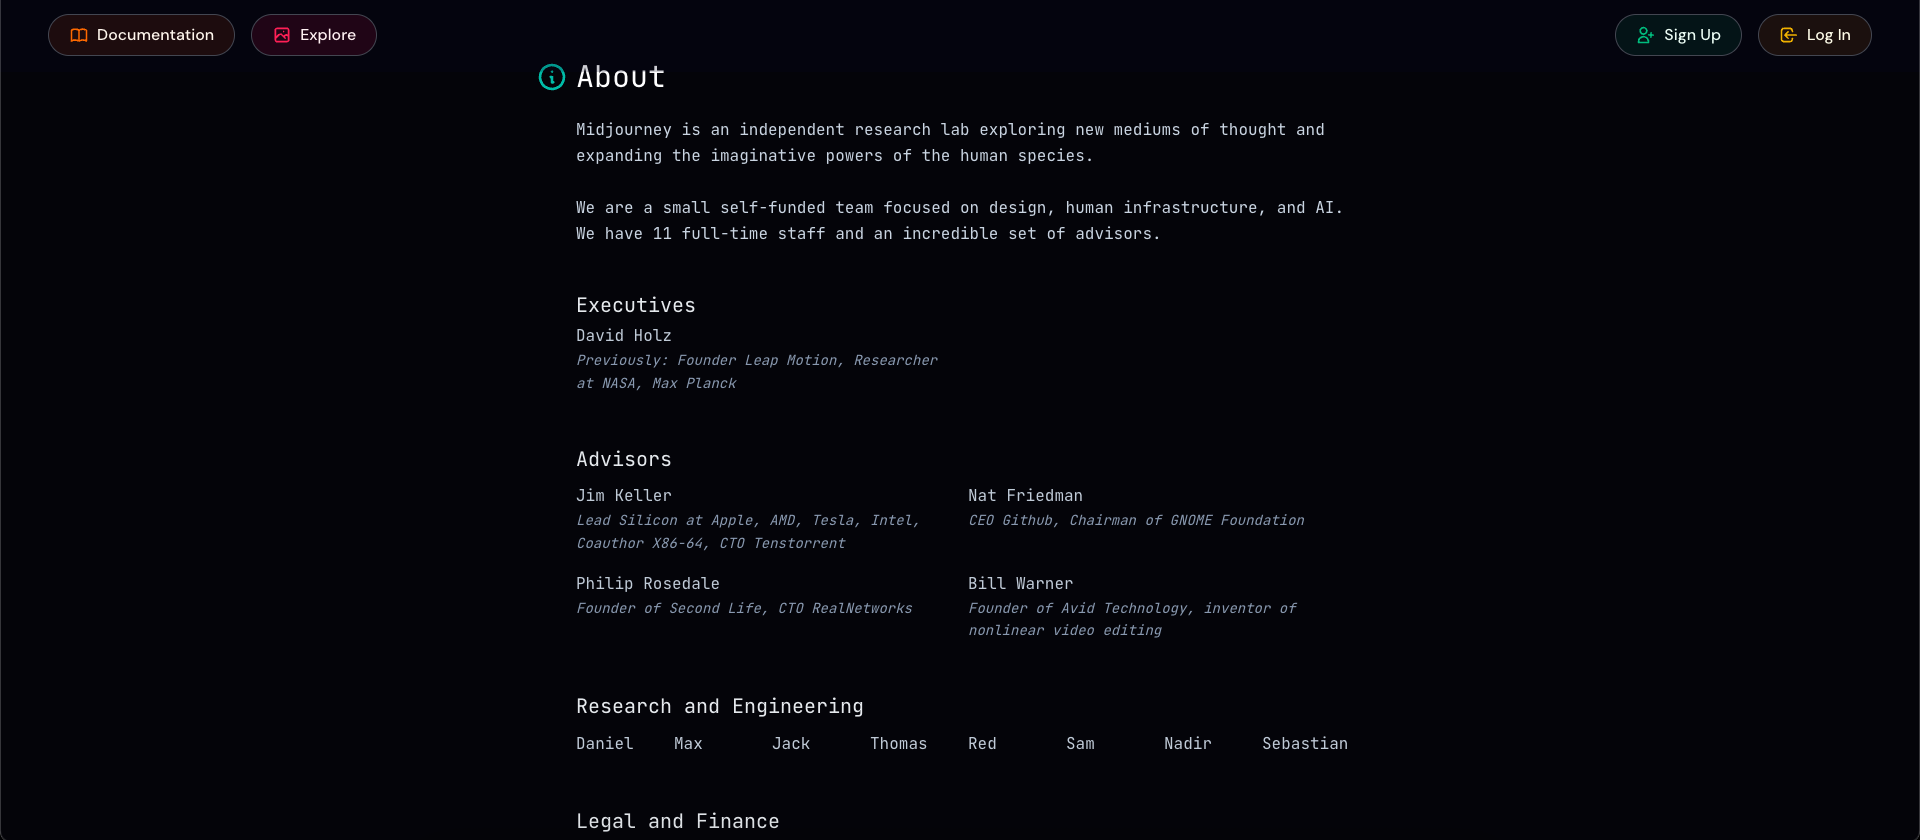 Documentation
Explore
Sign Up
Log In
About
Midjourney is an independent research lab exploring new mediums of thought and
expanding the imaginative powers of the human species.
We are a small self-funded team focused on design, human infrastructure, and AI.
We have 11 full-time staff and an incredible set of advisors.
Executives
David Holz
Previously: Founder Leap Motion, Researcher
at NASA, Max Planck
Advisors
Jim Keller
Lead Silicon at Apple, AMD, Tesla, Intel,
Coauthor X86-64, CTO Tenstorrent
Nat Friedman
CEO Github, Chairman of GNOME Foundation
Philip Rosedale
Founder of Second Life, CTO RealNetworks
Bill Warner
Founder of Avid Technology, inventor of
nonlinear video editing
Research and Engineering
Daniel Max Jack Thomas Red Sam Nadir Sebastian
Legal and Finance